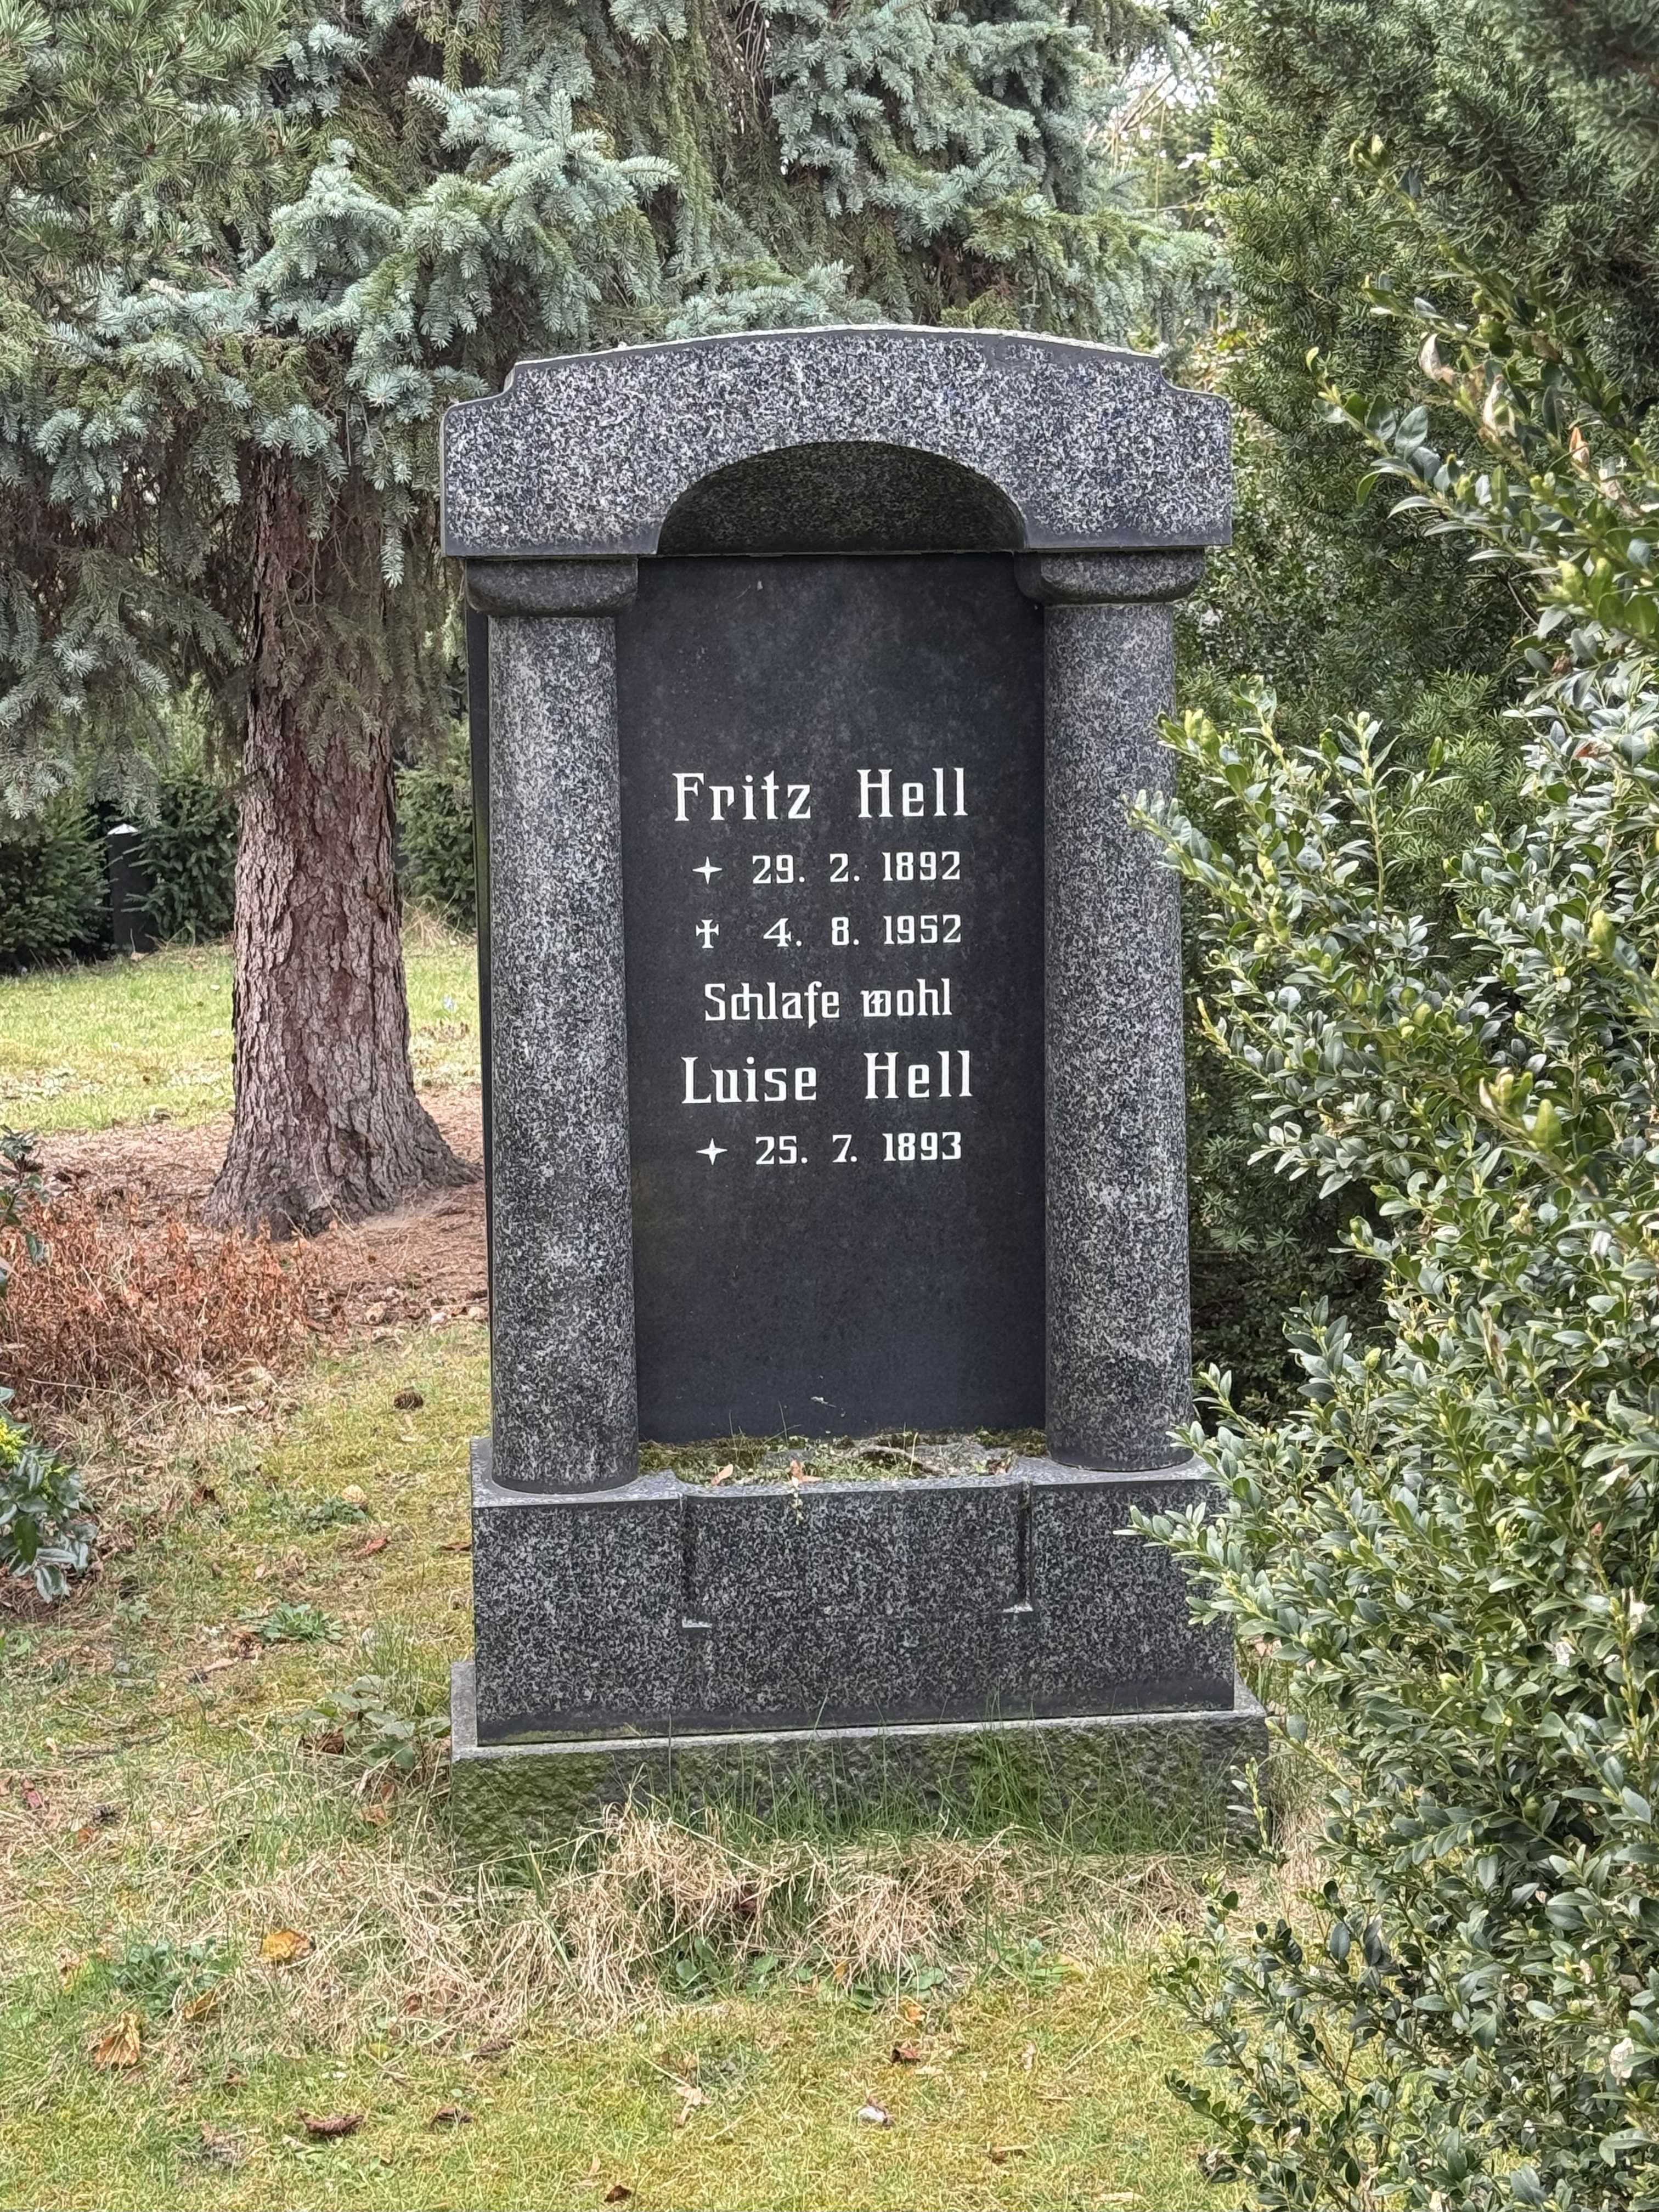 Fritz Hell
✦ 29. 2. 1892
✝ 4. 8. 1952
Schlafe wohl
Luise Hell
✦ 25. 7. 1893